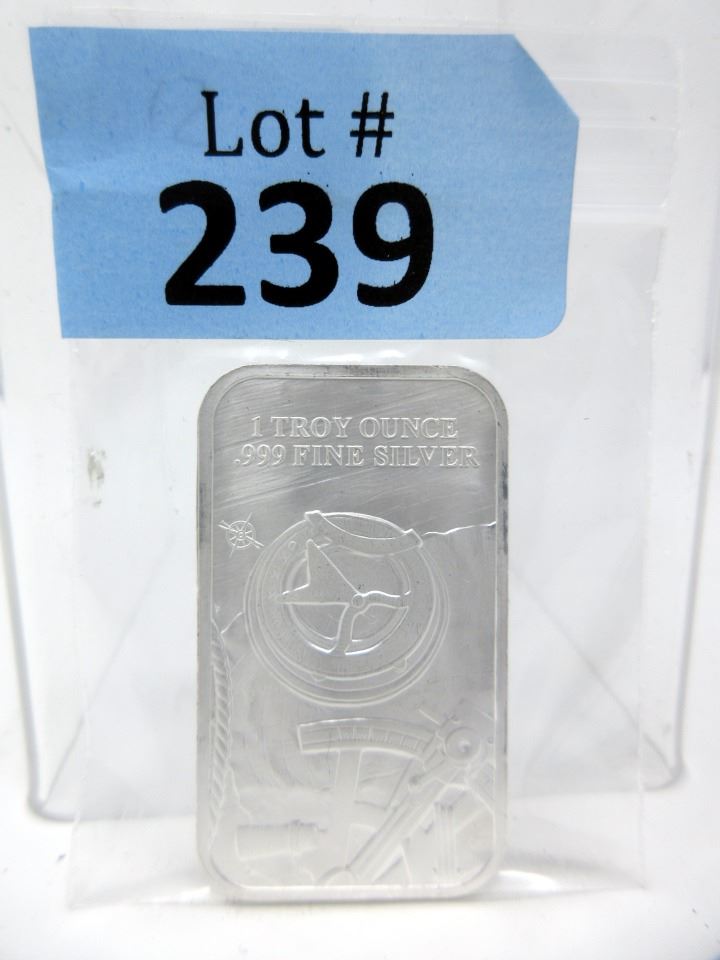 Lot #
239
1 TROY OUNCE
.999 FINE SILVER